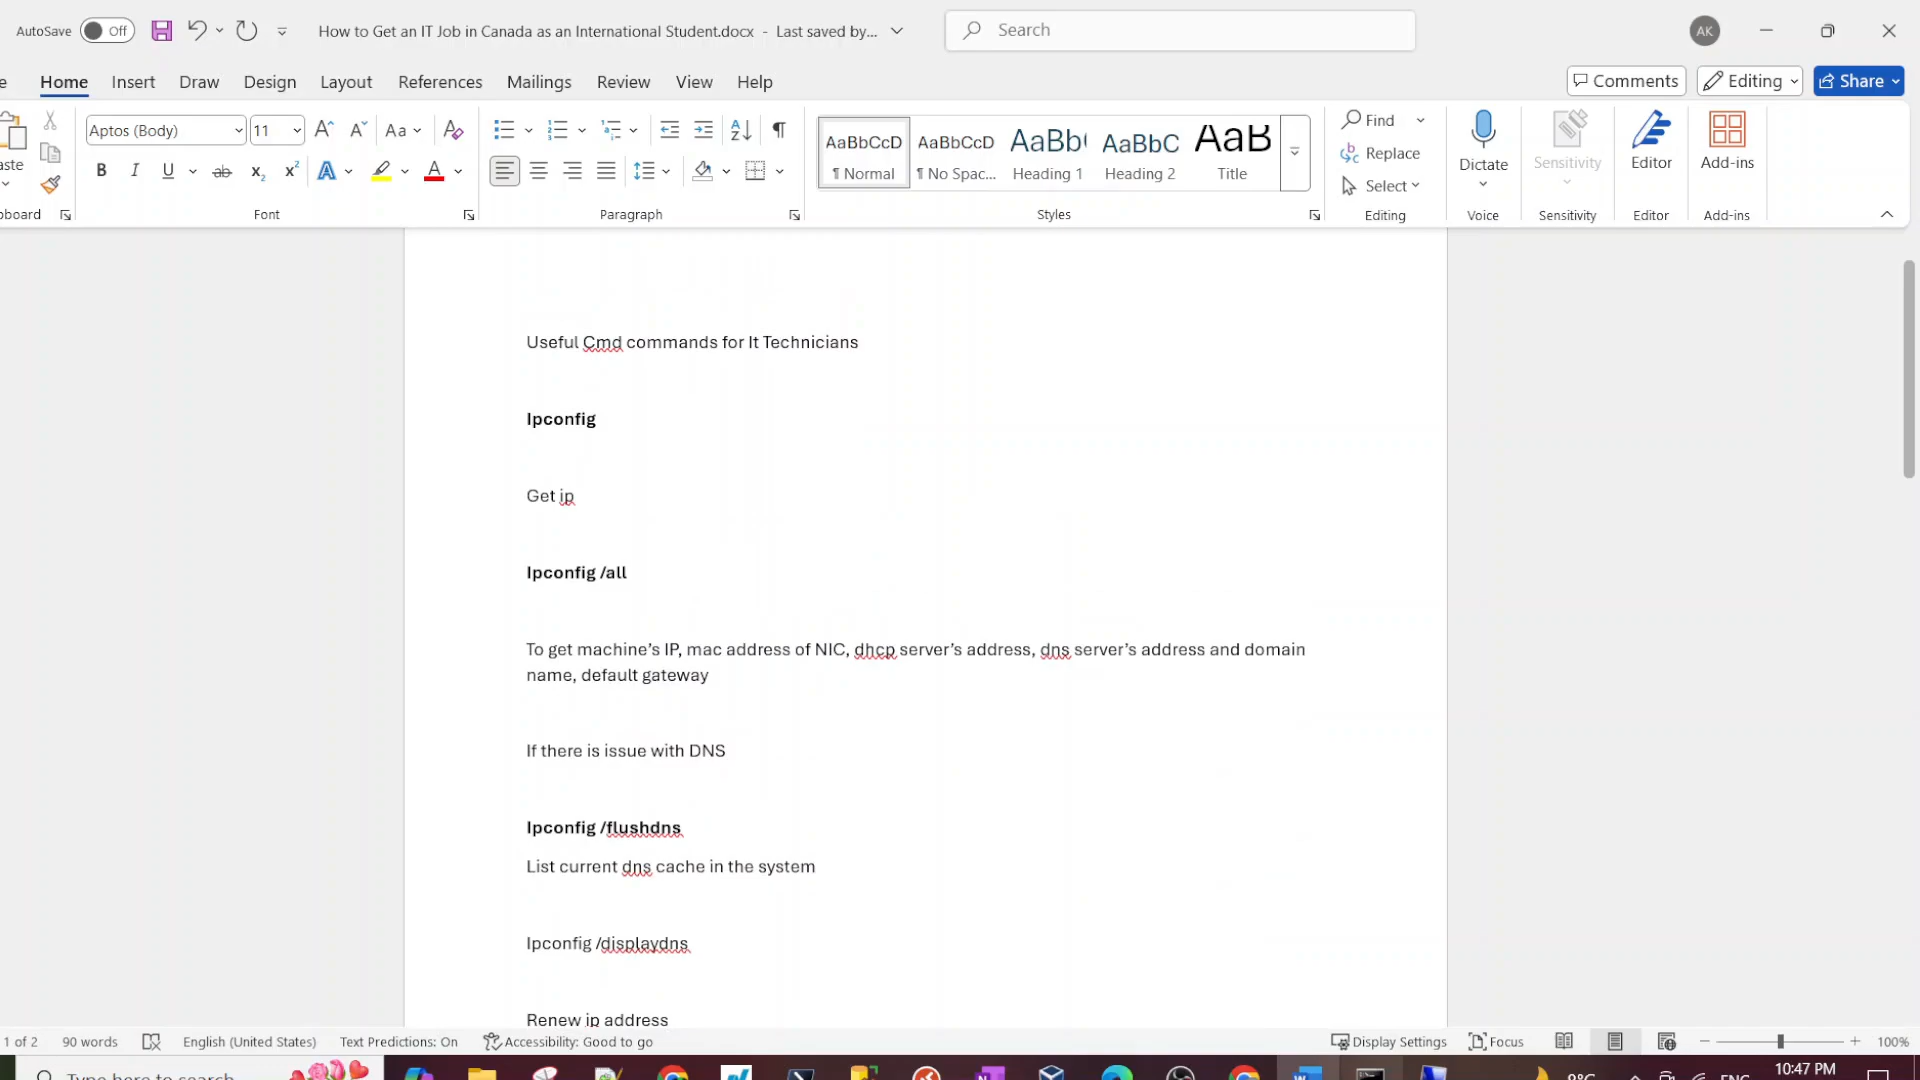 AutoSave Off How to Get an IT Job in Canada as an International Student.docx - Last saved by... Search AK
Home Insert Draw Design Layout References Mailings Review View Help Comments Editing Share
Aptos (Body) 11 Aa
AaBbCcD AaBbCcD AaBb( AaBbC AaB
¶ Normal ¶ No Spac... Heading 1 Heading 2 Title
Find
Replace
Select
Dictate Sensitivity Editor Add-ins
Font Paragraph Styles Editing Voice Sensitivity Editor Add-ins
Useful Cmd commands for It Technicians
Ipconfig
Get ip
Ipconfig /all
To get machine’s IP, mac address of NIC, dhcp server’s address, dns server’s address and domain
name, default gateway
If there is issue with DNS
Ipconfig /flushdns
List current dns cache in the system
Ipconfig /displaydns
Renew ip address
1 of 2 90 words English (United States) Text Predictions: On Accessibility: Good to go Display Settings Focus 100%
Type here to search 8°C ENG 10:47 PM